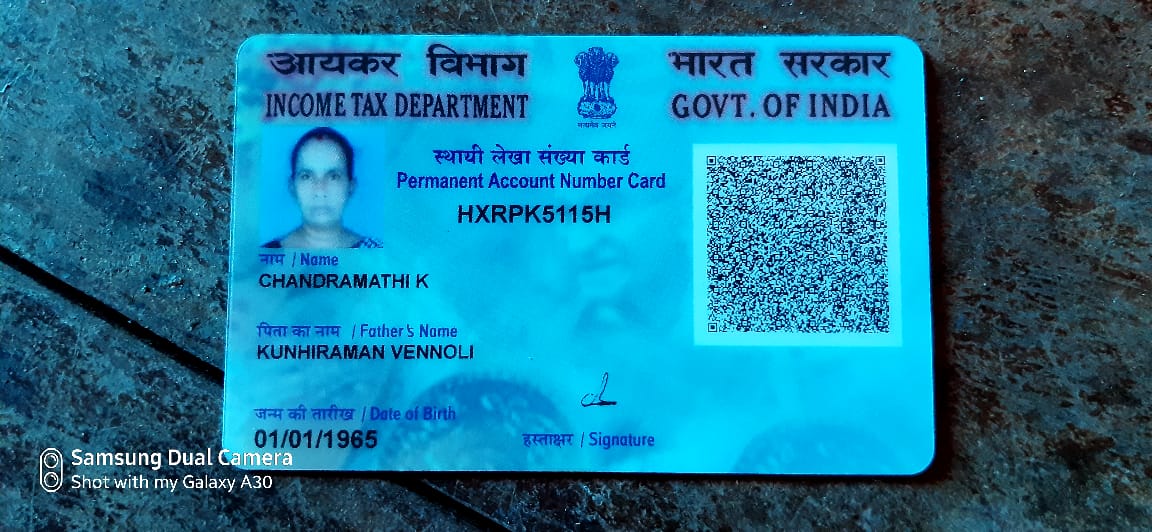 आयकर विभाग
INCOME TAX DEPARTMENT
सत्यमेव जयते
भारत सरकार
GOVT. OF INDIA
स्थायी लेखा संख्या कार्ड
Permanent Account Number Card
HXRPK5115H
नाम / Name
CHANDRAMATHI K
पिता का नाम / Father's Name
KUNHIRAMAN VENNOLI
जन्म की तारीख / Date of Birth
01/01/1965
हस्ताक्षर / Signature
Samsung Dual Camera
Shot with my Galaxy A30